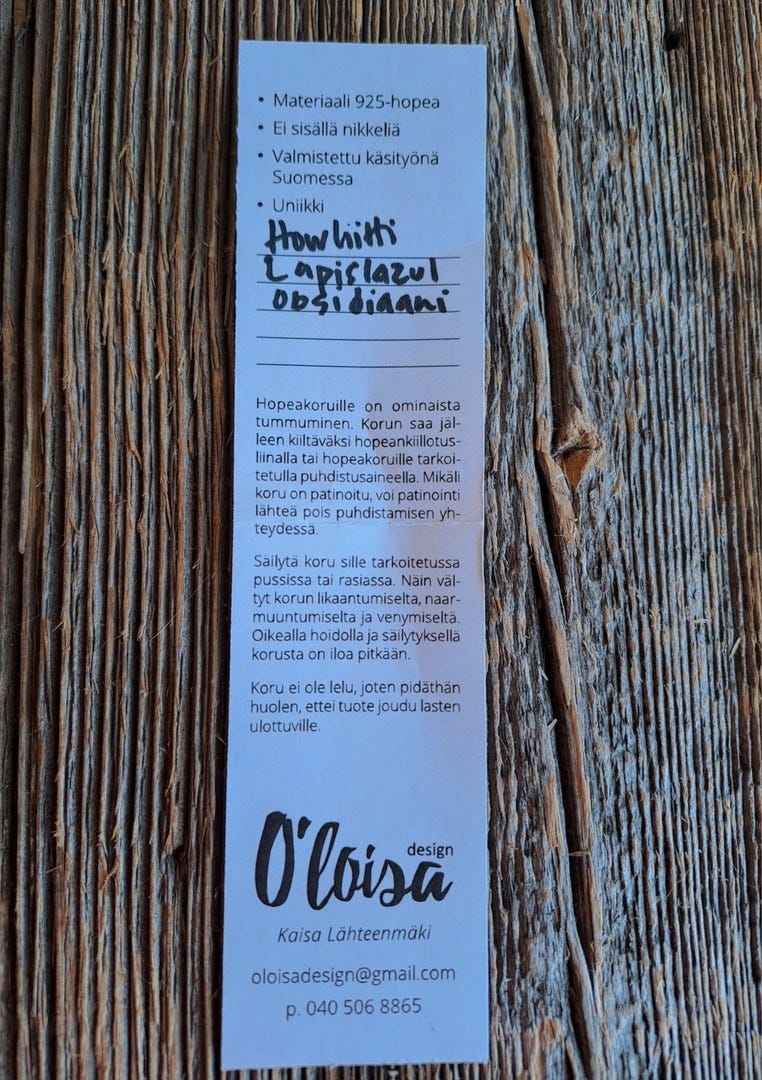 • Materiaali 925-hopea
• Ei sisällä nikkeliä
• Valmistettu käsityönä
Suomessa
• Uniikki
Howliitti
Lapislazul
obsidiaani
Hopeakoruille on ominaista
tummuminen. Korun saa jäl-
leen kiiltäväksi hopeankiillotus-
liinalla tai hopeakoruille tarkoi-
tetulla puhdistusaineella. Mikäli
koru on patinoitu, voi patinointi
lähteä pois puhdistamisen yh-
teydessä.
Säilytä koru sille tarkoitetussa
pussissa tai rasiassa. Näin väl-
tyt korun likaantumiselta, naar-
muuntumiselta ja venymiseltä.
Oikealla hoidolla ja säilytyksellä
korusta on iloa pitkään.
Koru ei ole lelu, joten pidäthän
huolen, ettei tuote joudu lasten
ulottuville.
O'loisa design
Kaisa Lähteenmäki
oloisadesign@gmail.com
p. 040 506 8865